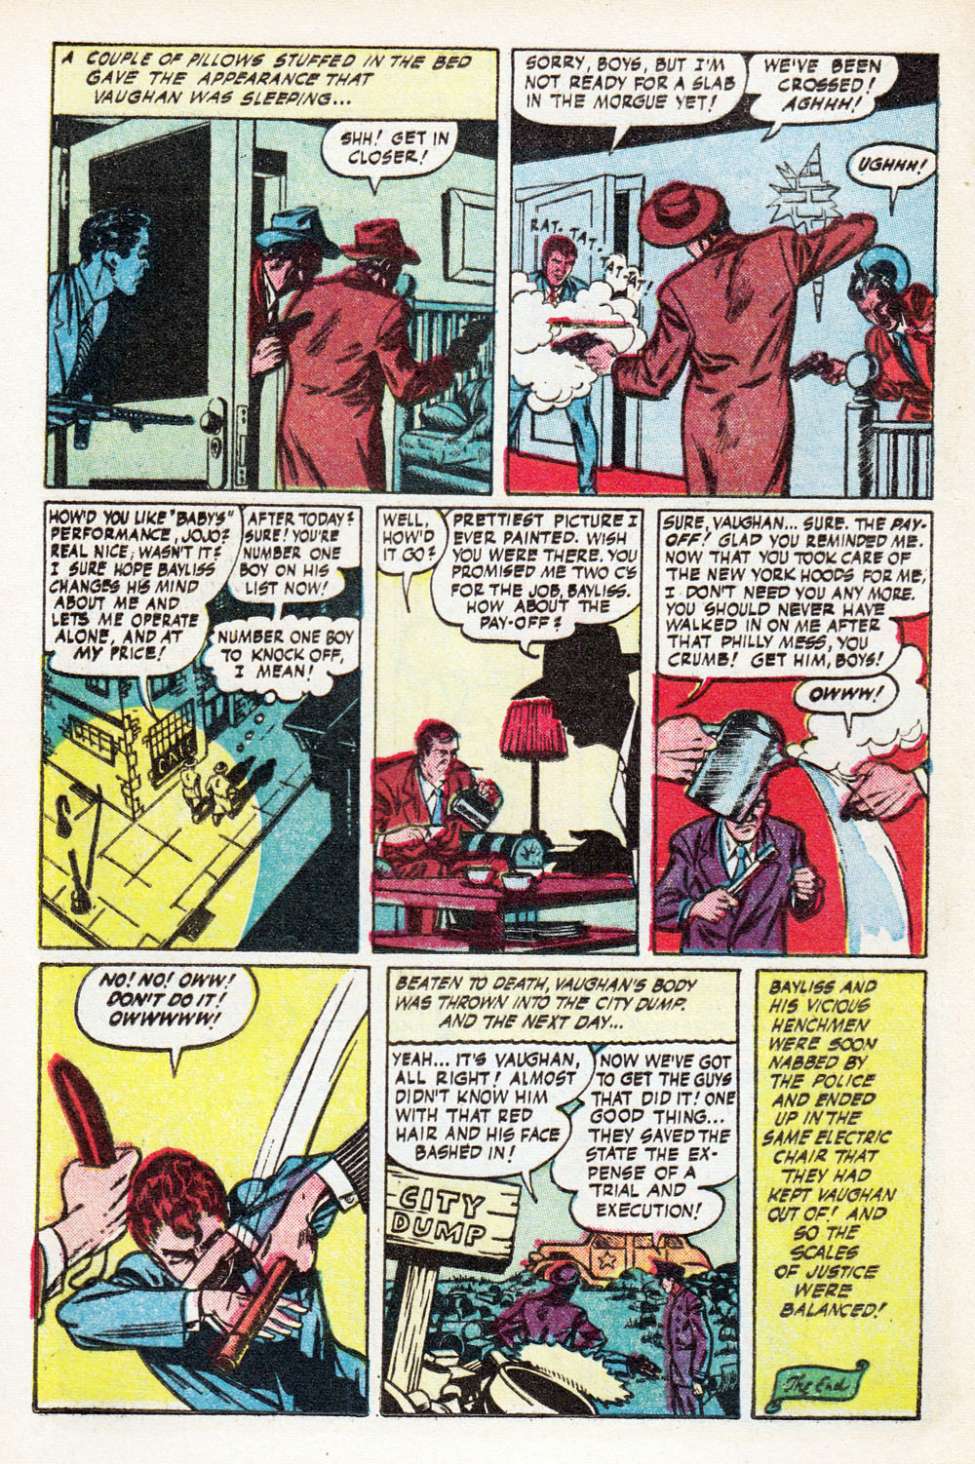 A COUPLE OF PILLOWS STUFFED IN THE BED
GAVE THE APPEARANCE THAT
VAUGHAN WAS SLEEPING...
SHH! GET IN
CLOSER!
SORRY, BOYS, BUT I'M
NOT READY FOR A SLAB
IN THE MORGUE YET!
WE'VE BEEN
CROSSED!
AGHHH!
UGHHH!
RAT-TAT-
TAT-TAT-
TAT!
HOW'D YOU LIKE "BABY'S"
PERFORMANCE, JOJO?
REAL NICE, WASN'T IT?
I SURE HOPE BAYLISS
CHANGES HIS MIND
ABOUT ME AND
LETS ME OPERATE
ALONE, AND AT
MY PRICE!
AFTER TODAY?
SURE! YOU'RE
NUMBER ONE
BOY ON HIS
LIST NOW!
NUMBER ONE BOY
TO KNOCK OFF,
I MEAN!
CAFE
WELL,
HOW'D
IT GO?
PRETTIEST PICTURE I
EVER PAINTED. WISH
YOU WERE THERE. YOU
PROMISED ME TWO C'S
FOR THE JOB, BAYLISS.
HOW ABOUT THE
PAY-OFF?
SURE, VAUGHAN... SURE. THE PAY-
OFF! GLAD YOU REMINDED ME.
NOW THAT YOU TOOK CARE OF
THE NEW YORK HOODS FOR ME,
I DON'T NEED YOU ANY MORE.
YOU SHOULD NEVER HAVE
WALKED IN ON ME AFTER
THAT PHILLY MESS, YOU
CRUMB! GET HIM, BOYS!
OWWW!
NO! NO! OWW!
DON'T DO IT!
OWWWWW!
BEATEN TO DEATH, VAUGHAN'S BODY
WAS THROWN INTO THE CITY DUMP.
AND THE NEXT DAY...
YEAH... IT'S VAUGHAN,
ALL RIGHT! ALMOST
DIDN'T KNOW HIM
WITH THAT RED
HAIR AND HIS FACE
BASHED IN!
NOW WE'VE GOT
TO GET THE GUYS
THAT DID IT! ONE
GOOD THING...
THEY SAVED THE
STATE THE EX-
PENSE OF A
TRIAL AND
EXECUTION!
CITY
DUMP
BAYLISS AND
HIS VICIOUS
HENCHMEN
WERE SOON
NABBED BY
THE POLICE
AND ENDED
UP IN THE
SAME ELECTRIC
CHAIR THAT
THEY HAD
KEPT VAUGHAN
OUT OF! AND
SO THE
SCALES
OF JUSTICE
WERE
BALANCED!
The End